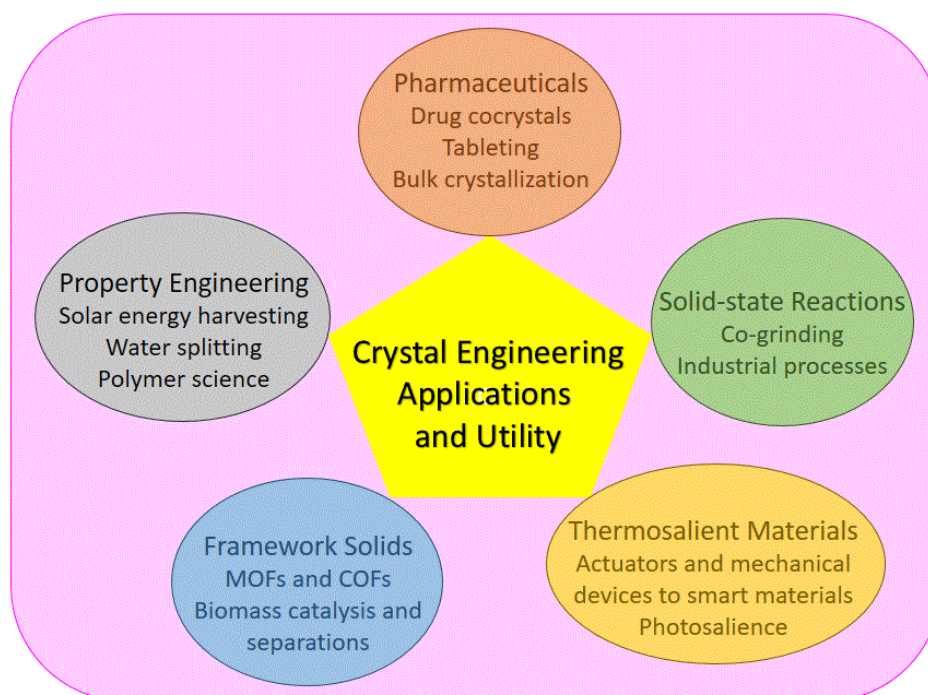 Pharmaceuticals
Drug cocrystals
Tableting
Bulk crystallization
Property Engineering
Solar energy harvesting
Water splitting
Polymer science
Solid-state Reactions
Co-grinding
Industrial processes
Crystal Engineering
Applications
and Utility
Framework Solids
MOFs and COFs
Biomass catalysis and
separations
Thermosalient Materials
Actuators and mechanical
devices to smart materials
Photosalience